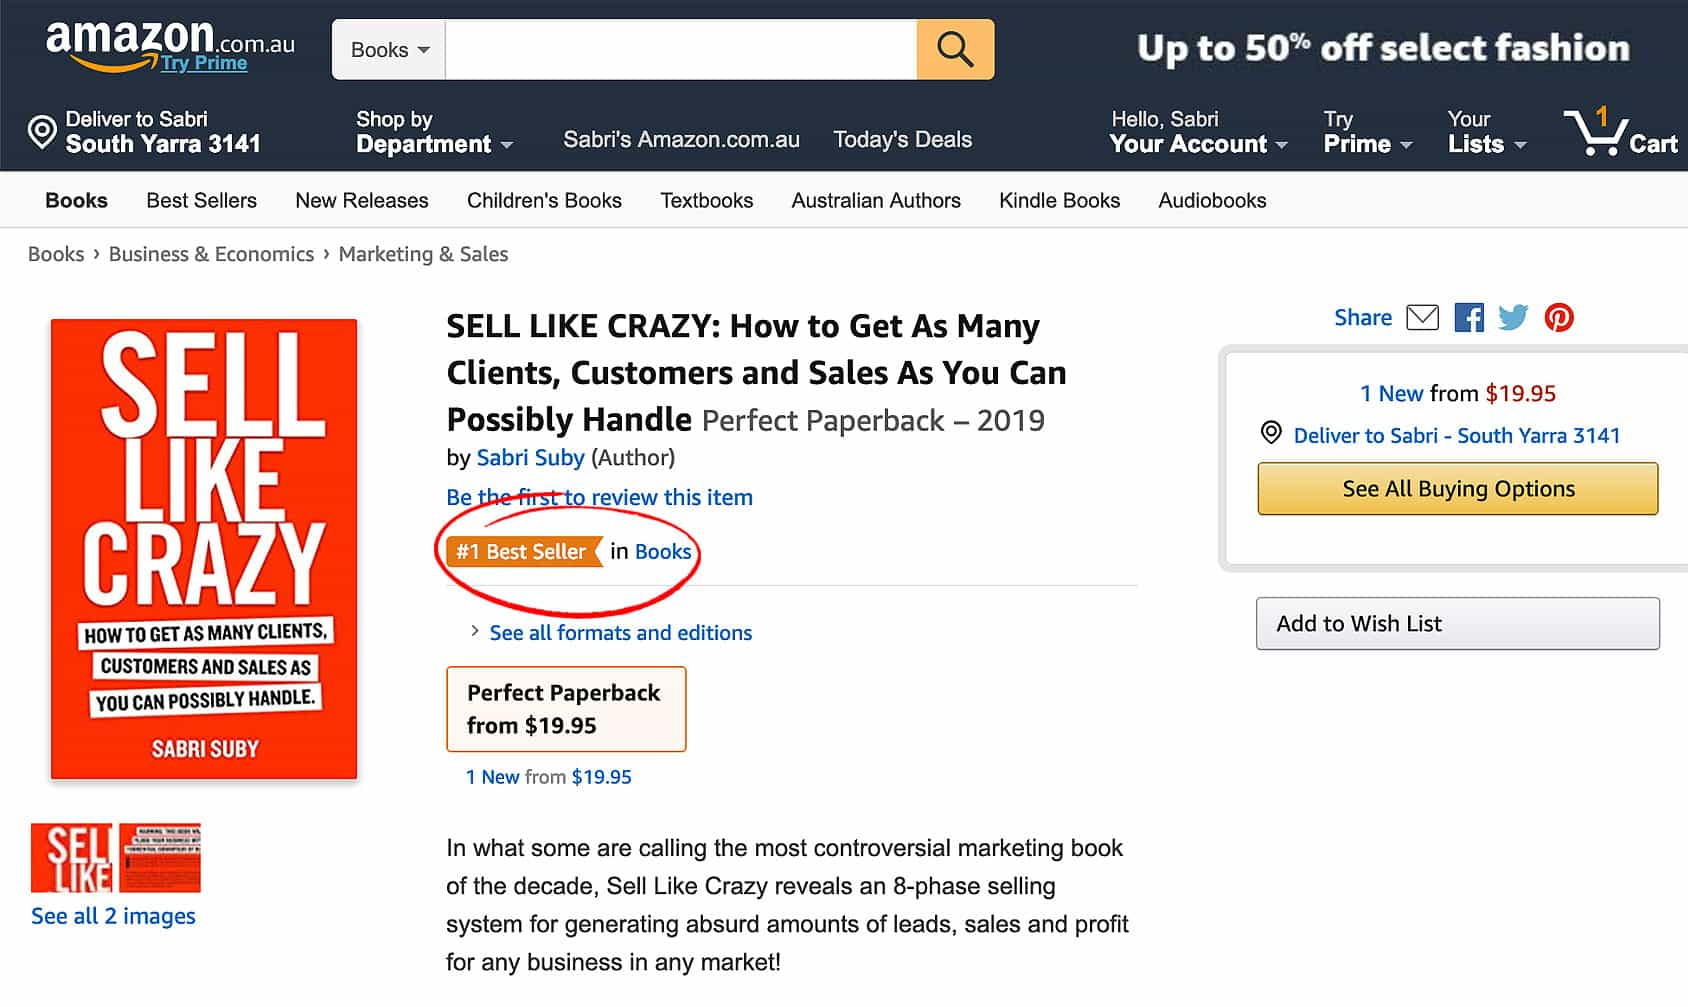 amazon.com.au
Try Prime
Books
Up to 50% off select fashion
Deliver to Sabri
South Yarra 3141
Shop by
Department
Sabri's Amazon.com.au
Today's Deals
Hello, Sabri
Your Account
Try
Prime
Your
Lists
1
Cart
Books Best Sellers New Releases Children's Books Textbooks Australian Authors Kindle Books Audiobooks
Books › Business & Economics › Marketing & Sales
SELL
LIKE
CRAZY
HOW TO GET AS MANY CLIENTS,
CUSTOMERS AND SALES AS
YOU CAN POSSIBLY HANDLE.
SABRI SUBY
SELL
LIKE
See all 2 images
SELL LIKE CRAZY: How to Get As Many
Clients, Customers and Sales As You Can
Possibly Handle Perfect Paperback – 2019
by Sabri Suby (Author)
Be the first to review this item
#1 Best Seller in Books
› See all formats and editions
Perfect Paperback
from $19.95
1 New from $19.95
In what some are calling the most controversial marketing book
of the decade, Sell Like Crazy reveals an 8-phase selling
system for generating absurd amounts of leads, sales and profit
for any business in any market!
Share
1 New from $19.95
Deliver to Sabri - South Yarra 3141
See All Buying Options
Add to Wish List